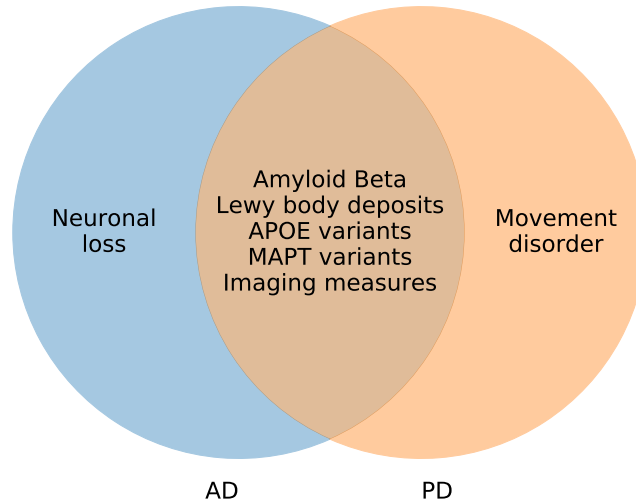 Neuronal
loss
Amyloid Beta
Lewy body deposits
APOE variants
MAPT variants
Imaging measures
Movement
disorder
AD
PD